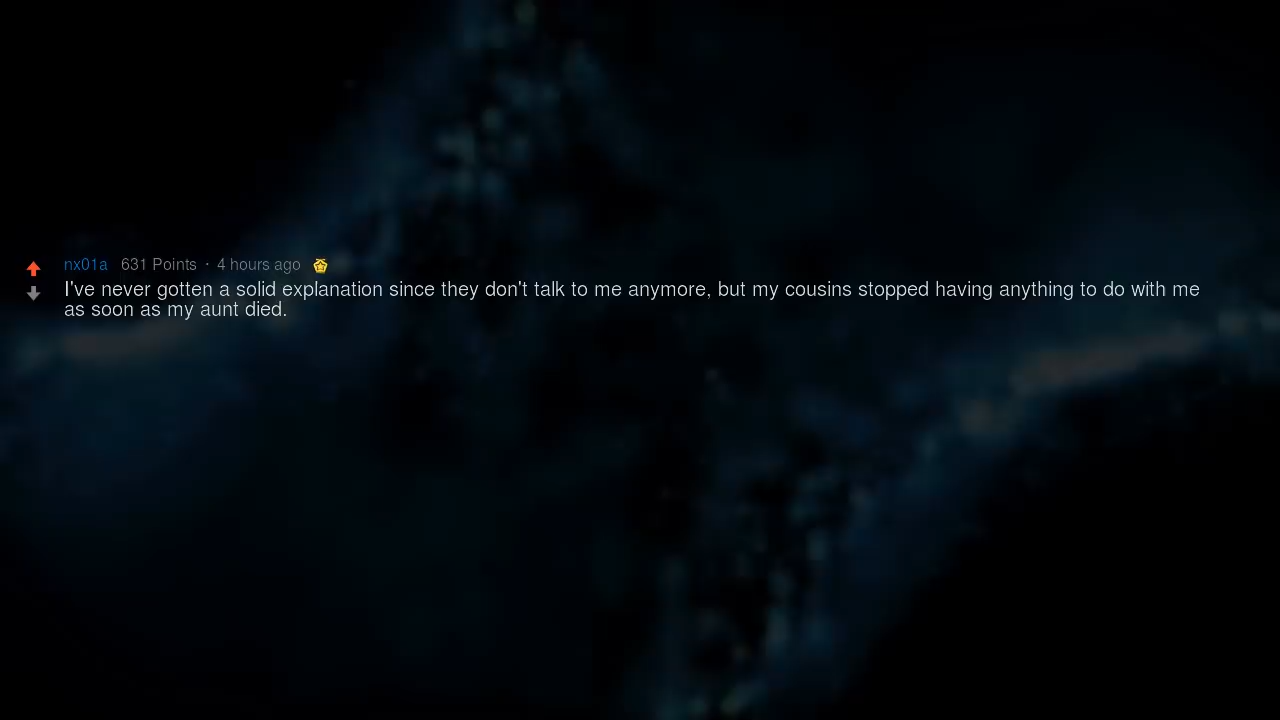 nx01a 631 Points · 4 hours ago
I've never gotten a solid explanation since they don't talk to me anymore, but my cousins stopped having anything to do with me
as soon as my aunt died.